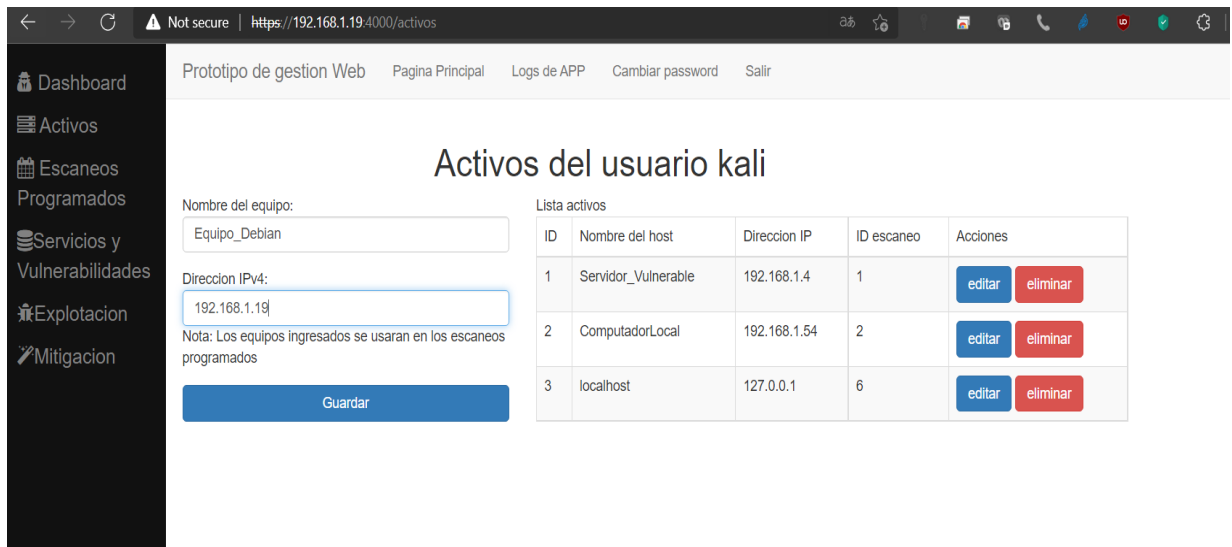 Not secure | https://192.168.1.19:4000/activos
Dashboard
Activos
Escaneos
Programados
Servicios y
Vulnerabilidades
Explotacion
Mitigacion
Prototipo de gestion Web Pagina Principal Logs de APP Cambiar password Salir
Activos del usuario kali
Nombre del equipo:
Equipo_Debian
Direccion IPv4:
192.168.1.19
Nota: Los equipos ingresados se usaran en los escaneos
programados
Guardar
Lista activos
ID Nombre del host Direccion IP ID escaneo Acciones
1 Servidor_Vulnerable 192.168.1.4 1 editar eliminar
2 ComputadorLocal 192.168.1.54 2 editar eliminar
3 localhost 127.0.0.1 6 editar eliminar